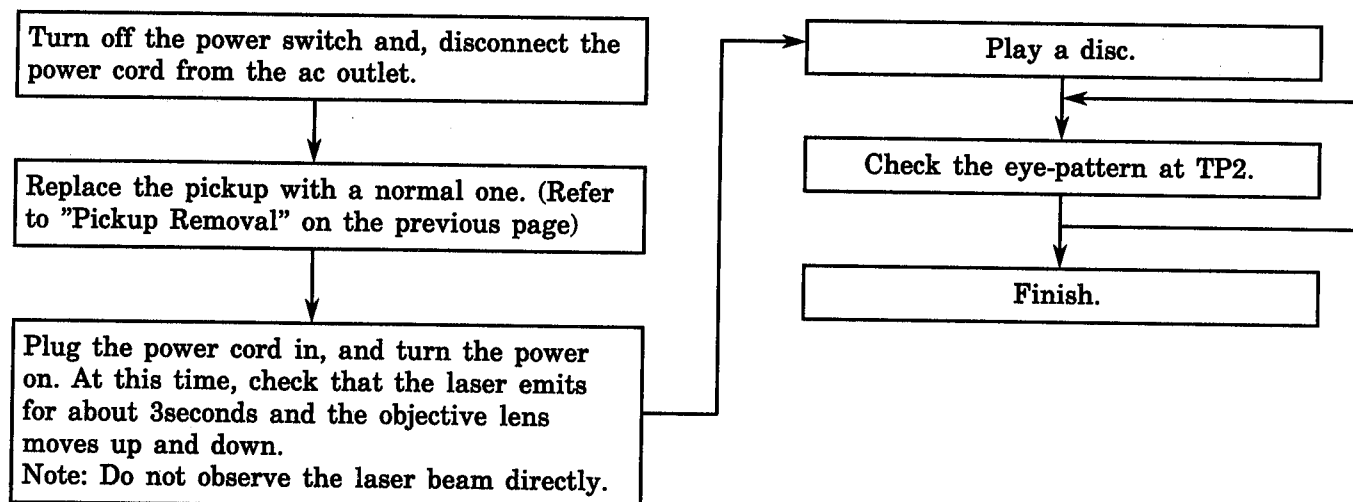 Turn off the power switch and, disconnect the
power cord from the ac outlet.
Replace the pickup with a normal one. (Refer
to ”Pickup Removal” on the previous page)
Plug the power cord in, and turn the power
on. At this time, check that the laser emits
for about 3seconds and the objective lens
moves up and down.
Note: Do not observe the laser beam directly.
Play a disc.
Check the eye-pattern at TP2.
Finish.